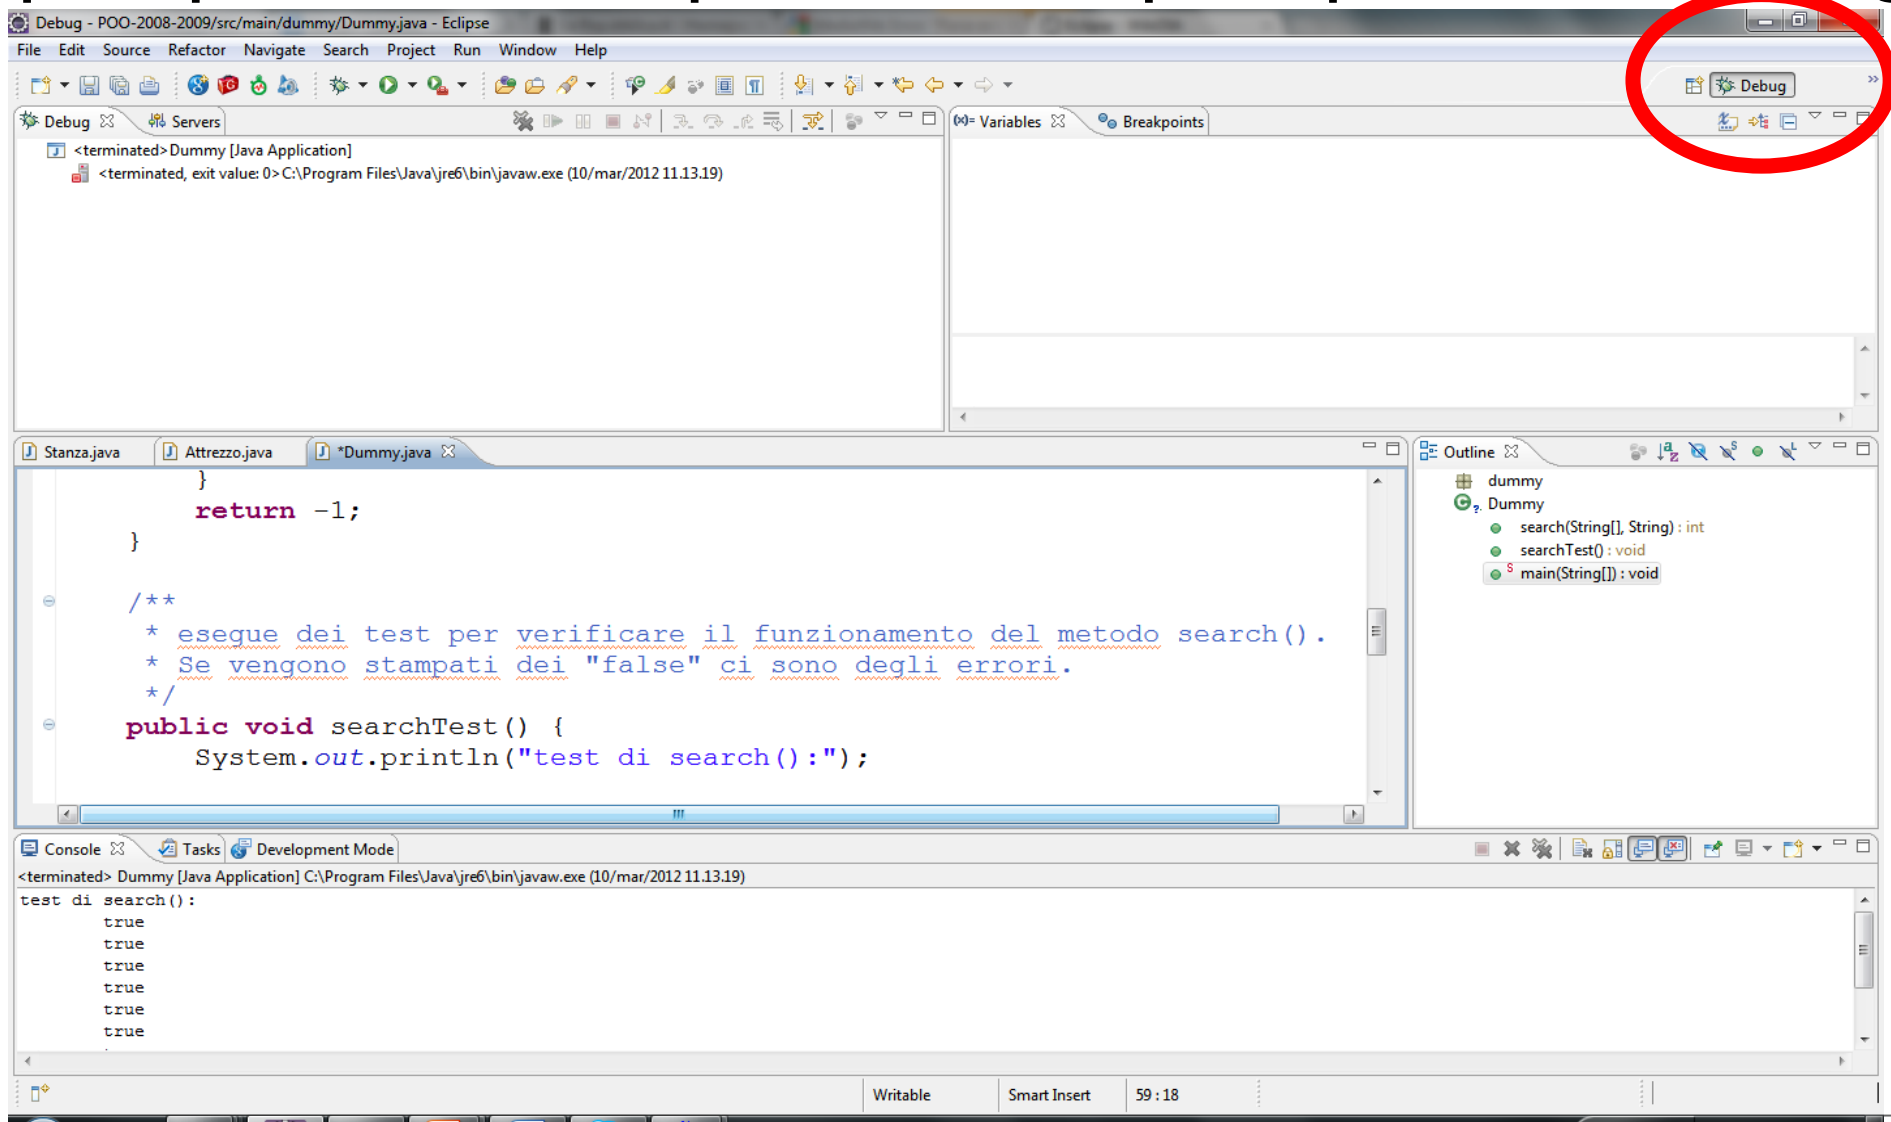 Debug - POO-2008-2009/src/main/dummy/Dummy.java - Eclipse
File Edit Source Refactor Navigate Search Project Run Window Help
Debug
Debug Servers
<terminated>Dummy [Java Application]
<terminated, exit value: 0>C:\Program Files\Java\jre6\bin\javaw.exe (10/mar/2012 11.13.19)
(x)= Variables Breakpoints
Stanza.java Attrezzo.java *Dummy.java
}
return -1;
}
/**
* esegue dei test per verificare il funzionamento del metodo search().
* Se vengono stampati dei "false" ci sono degli errori.
*/
public void searchTest() {
System.out.println("test di search():");
Outline
dummy
Dummy
search(String[], String) : int
searchTest() : void
main(String[]) : void
Console Tasks Development Mode
<terminated> Dummy [Java Application] C:\Program Files\Java\jre6\bin\javaw.exe (10/mar/2012 11.13.19)
test di search():
true
true
true
true
true
true
Writable Smart Insert 59 : 18